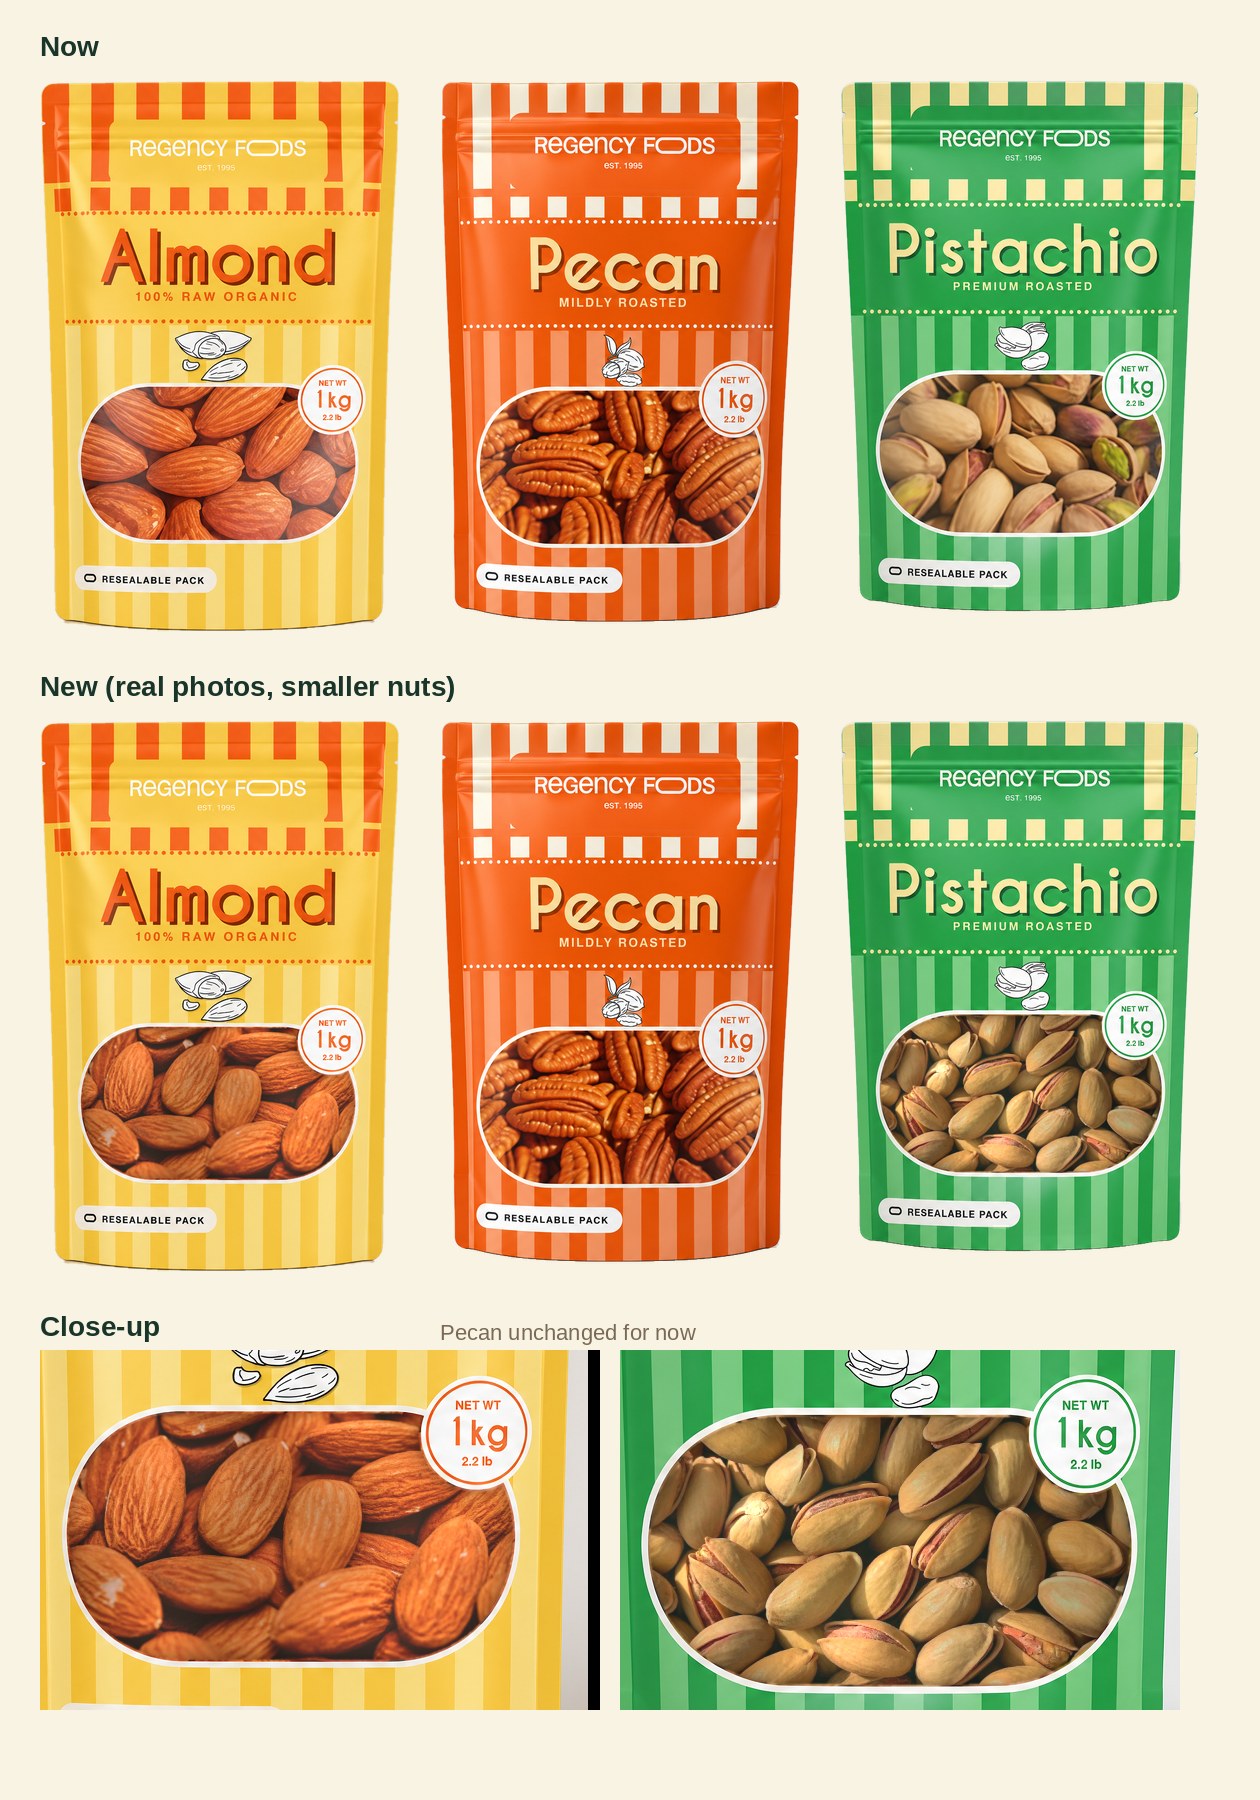 Now
REGENCY FOODS
EST. 1995
Almond
100% RAW ORGANIC
NET WT
1kg
2.2 lb
RESEALABLE PACK
REGENCY FOODS
EST. 1995
Pecan
MILDLY ROASTED
NET WT
1kg
2.2 lb
RESEALABLE PACK
REGENCY FOODS
EST. 1995
Pistachio
PREMIUM ROASTED
NET WT
1kg
2.2 lb
RESEALABLE PACK
New (real photos, smaller nuts)
REGENCY FOODS
EST. 1995
Almond
100% RAW ORGANIC
NET WT
1kg
2.2 lb
RESEALABLE PACK
REGENCY FOODS
EST. 1995
Pecan
MILDLY ROASTED
NET WT
1kg
2.2 lb
RESEALABLE PACK
REGENCY FOODS
EST. 1995
Pistachio
PREMIUM ROASTED
NET WT
1kg
2.2 lb
RESEALABLE PACK
Close-up
Pecan unchanged for now
NET WT
1kg
2.2 lb
NET WT
1kg
2.2 lb